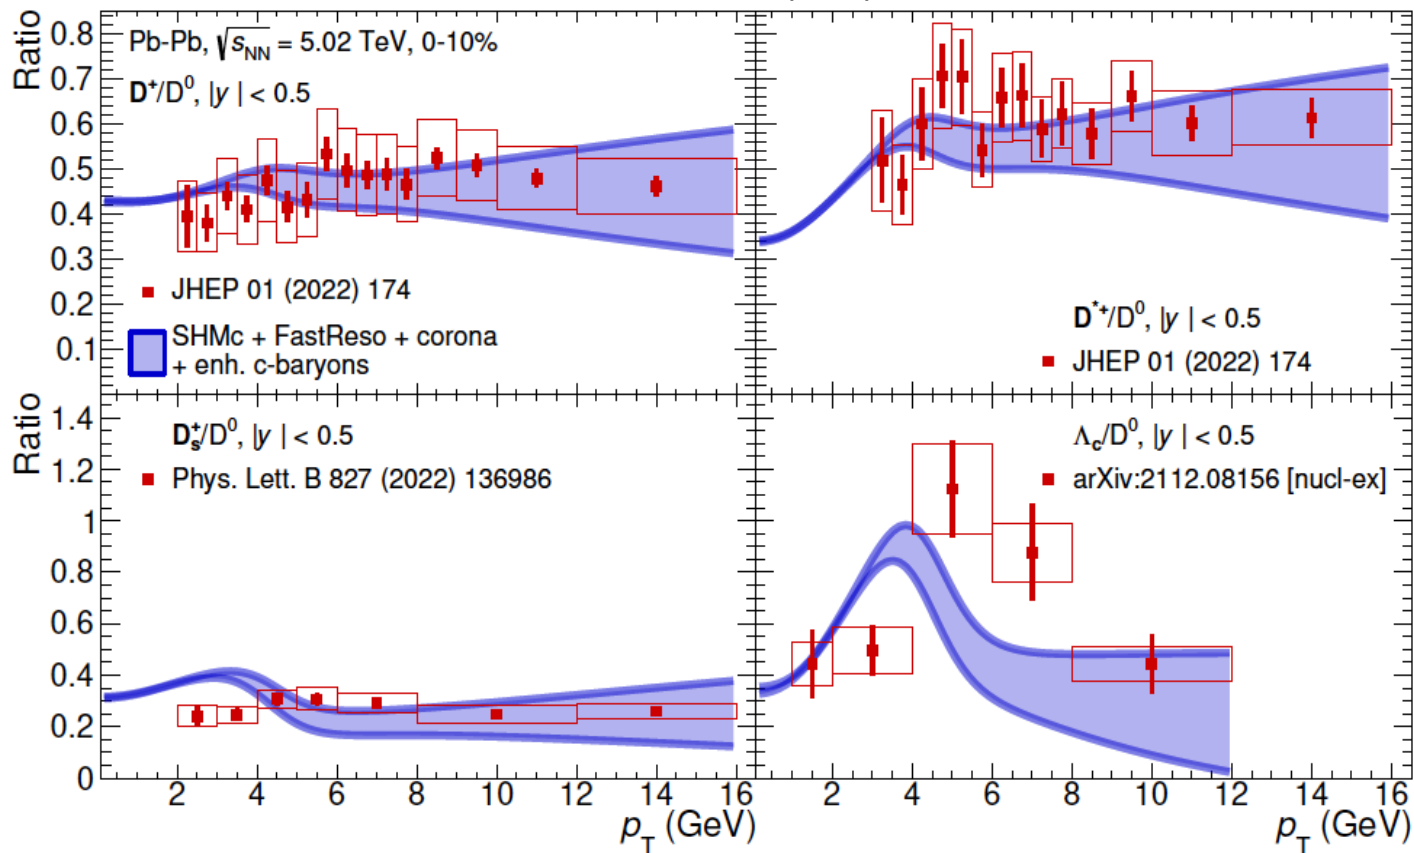 Ratio
0.8
0.7
0.6
0.5
0.4
0.3
0.2
0.1
Pb-Pb, √sNN = 5.02 TeV, 0-10%
D⁺/D⁰, |y | < 0.5
JHEP 01 (2022) 174
SHMc + FastReso + corona
+ enh. c-baryons
D*⁺/D⁰, |y | < 0.5
JHEP 01 (2022) 174
Ratio
1.4
1.2
1
0.8
0.6
0.4
0.2
0
Dₛ⁺/D⁰, |y | < 0.5
Phys. Lett. B 827 (2022) 136986
Λc/D⁰, |y | < 0.5
arXiv:2112.08156 [nucl-ex]
2 4 6 8 10 12 14 16
pT (GeV)
2 4 6 8 10 12 14 16
pT (GeV)